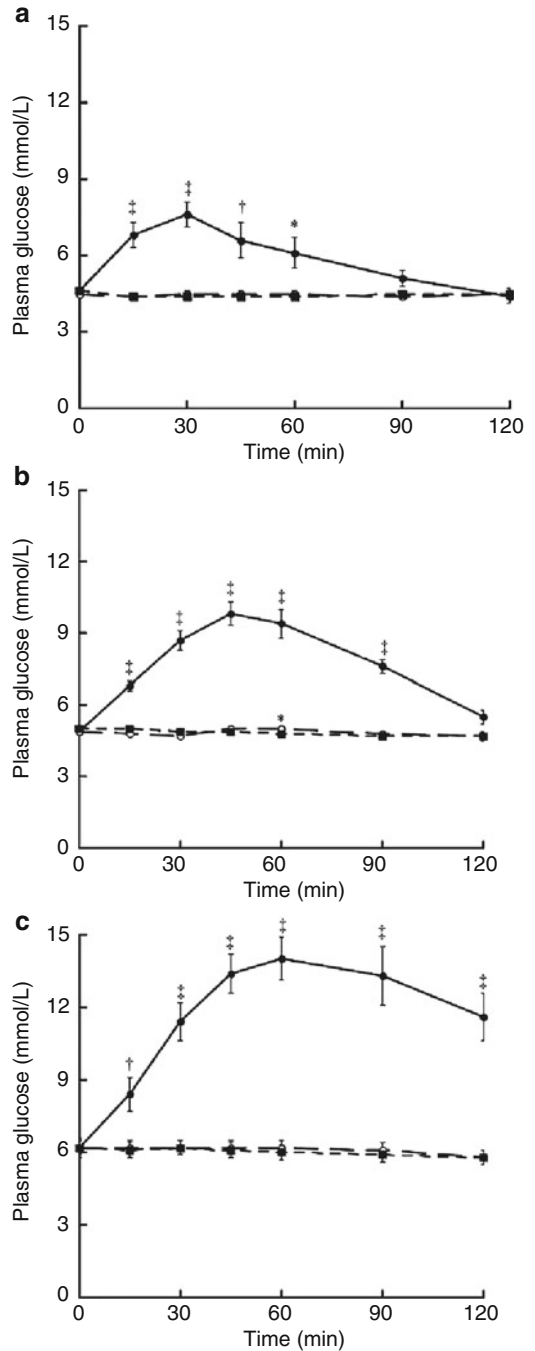 a
15
12
9
6
3
0
‡ ‡ † *
Plasma glucose (mmol/L)
0 30 60 90 120
Time (min)
b
15
12
9
6
3
0
‡ ‡ ‡ ‡ ‡
*
Plasma glucose (mmol/L)
0 30 60 90 120
Time (min)
c
15
12
9
6
3
0
† ‡ ‡ ‡ ‡ ‡
Plasma glucose (mmol/L)
0 30 60 90 120
Time (min)